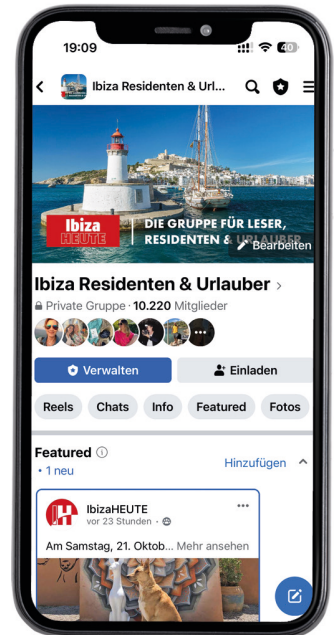 19:09
40
Ibiza Residenten & Url...
Ibiza
HEUTE
DIE GRUPPE FÜR LESER,
RESIDENTEN & URLAUBER
Bearbeiten
Ibiza Residenten & Urlauber
Private Gruppe · 10.220 Mitglieder
Verwalten
Einladen
Reels
Chats
Info
Featured
Fotos
Featured
• 1 neu
Hinzufügen
IH
IbizaHEUTE
vor 23 Stunden ·
Am Samstag, 21. Oktob... Mehr ansehen